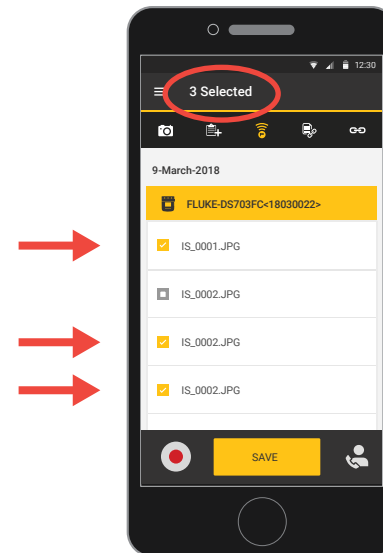 12:30
3 Selected
9-March-2018
FLUKE-DS703FC<18030022>
IS_0001.JPG
IS_0002.JPG
IS_0002.JPG
IS_0002.JPG
SAVE